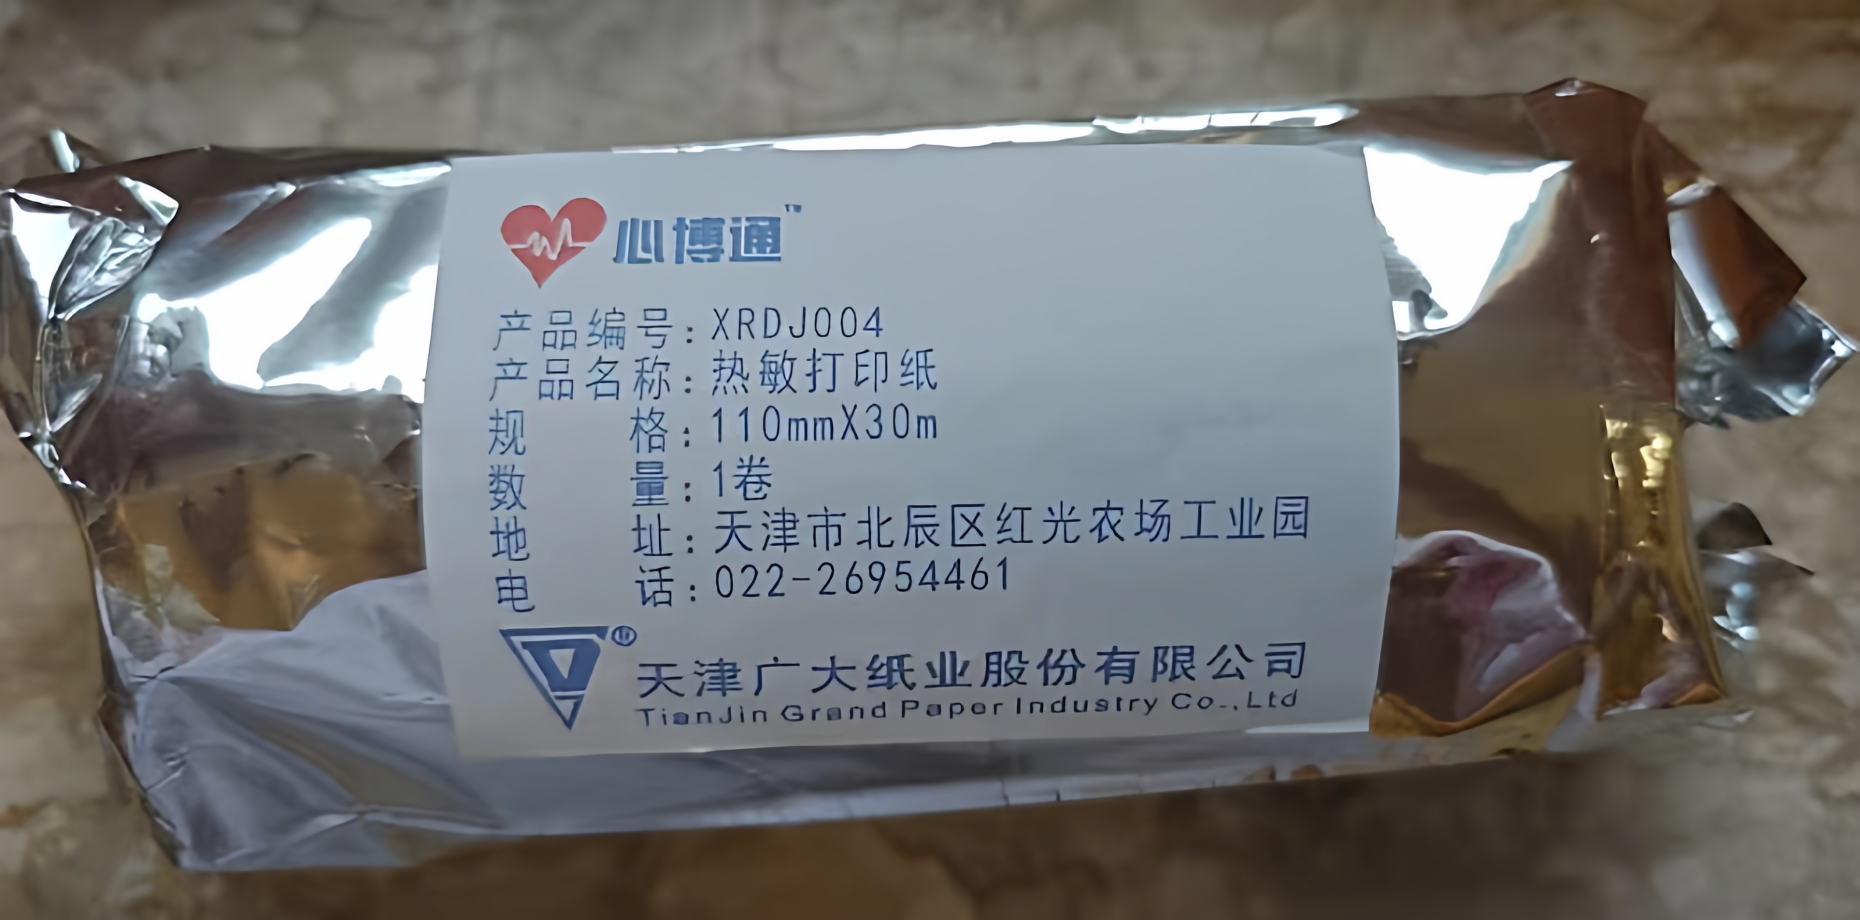 心博通™
产品编号：XRDJ004
产品名称：热敏打印纸
规格：110mmX30m
数量：1卷
地址：天津市北辰区红光农场工业园
电话：022-26954461
®
天津广大纸业股份有限公司
TianJin Grand Paper Industry Co.,Ltd